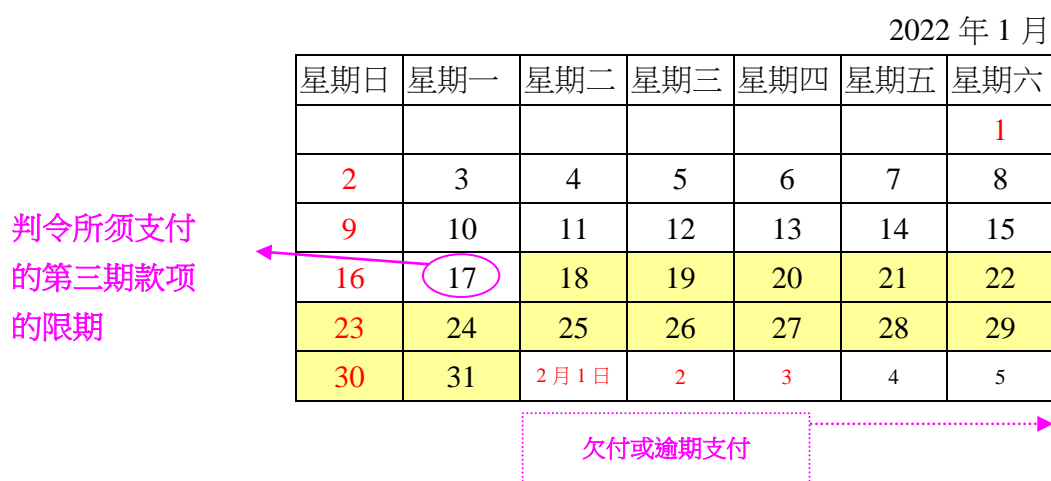 2022 年 1 月
星期日 星期一 星期二 星期三 星期四 星期五 星期六
1
2 3 4 5 6 7 8
9 10 11 12 13 14 15
16 17 18 19 20 21 22
23 24 25 26 27 28 29
30 31 2 月 1 日 2 3 4 5
判令所须支付
的第三期款项
的限期
欠付或逾期支付